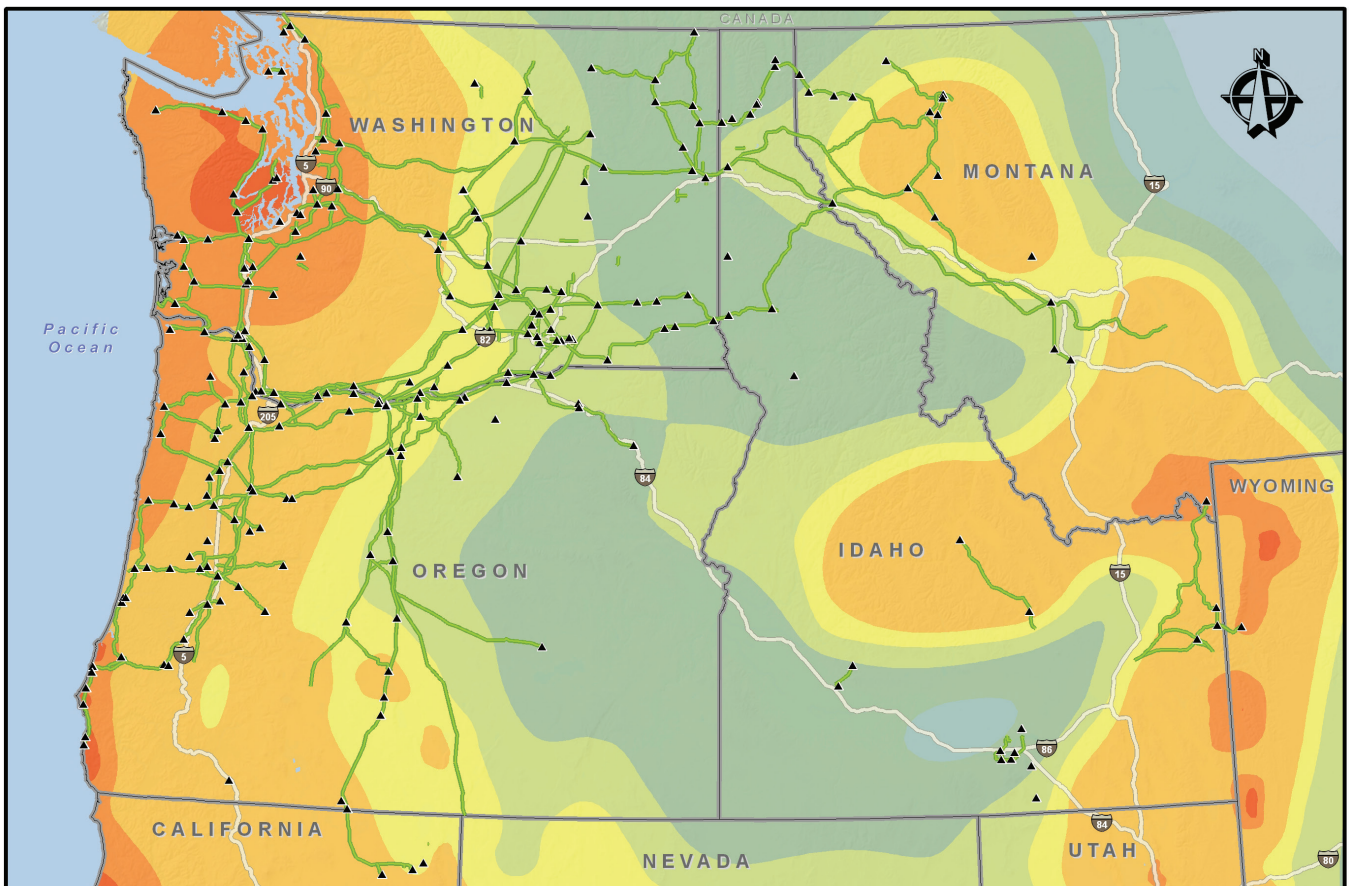 CANADA
N
WASHINGTON
5
90
MONTANA
15
Pacific
Ocean
82
205
84
WYOMING
IDAHO
OREGON
15
5
86
CALIFORNIA
84
UTAH
NEVADA
80